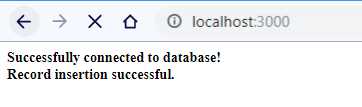 localhost:3000
Successfully connected to database!
Record insertion successful.